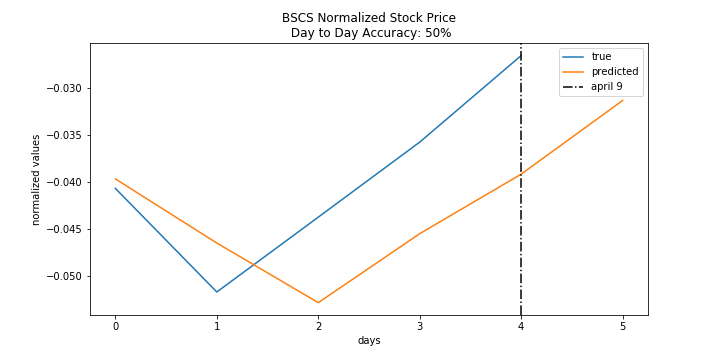 BSCS Normalized Stock Price
Day to Day Accuracy: 50%
true
predicted
april 9
normalized values
−0.030
−0.035
−0.040
−0.045
−0.050
0 1 2 3 4 5
days